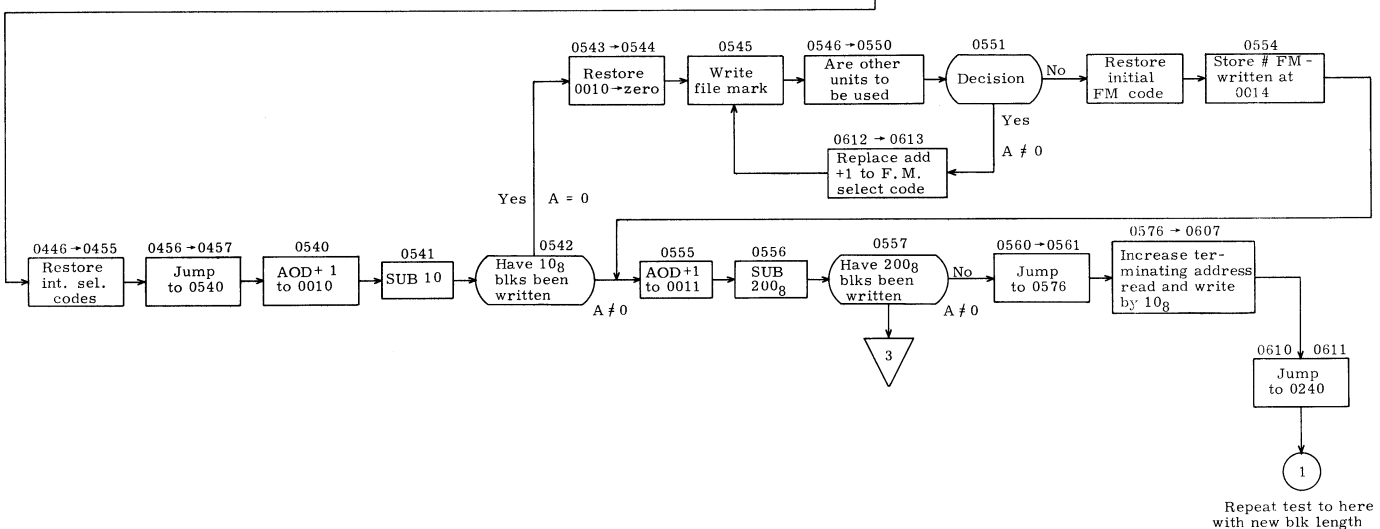 0543→0544
Restore
0010→zero
0545
Write
file mark
0546→0550
Are other
units to
be used
0551
Decision
No
Yes
A ≠ 0
Restore
initial
FM code
0554
Store # FM -
written at
0014
0612 → 0613
Replace add
+1 to F. M.
select code
Yes A = 0
0446→0455
Restore
int. sel.
codes
0456→0457
Jump
to 0540
0540
AOD+ 1
to 0010
0541
SUB 10
0542
Have 10₈
blks been
written
A ≠ 0
0555
AOD+1
to 0011
0556
SUB
200₈
0557
Have 200₈
blks been
written
No
A ≠ 0
3
0560→0561
Jump
to 0576
0576 →0607
Increase ter-
minating address
read and write
by 10₈
0610 0611
Jump
to 0240
1
Repeat test to here
with new blk length